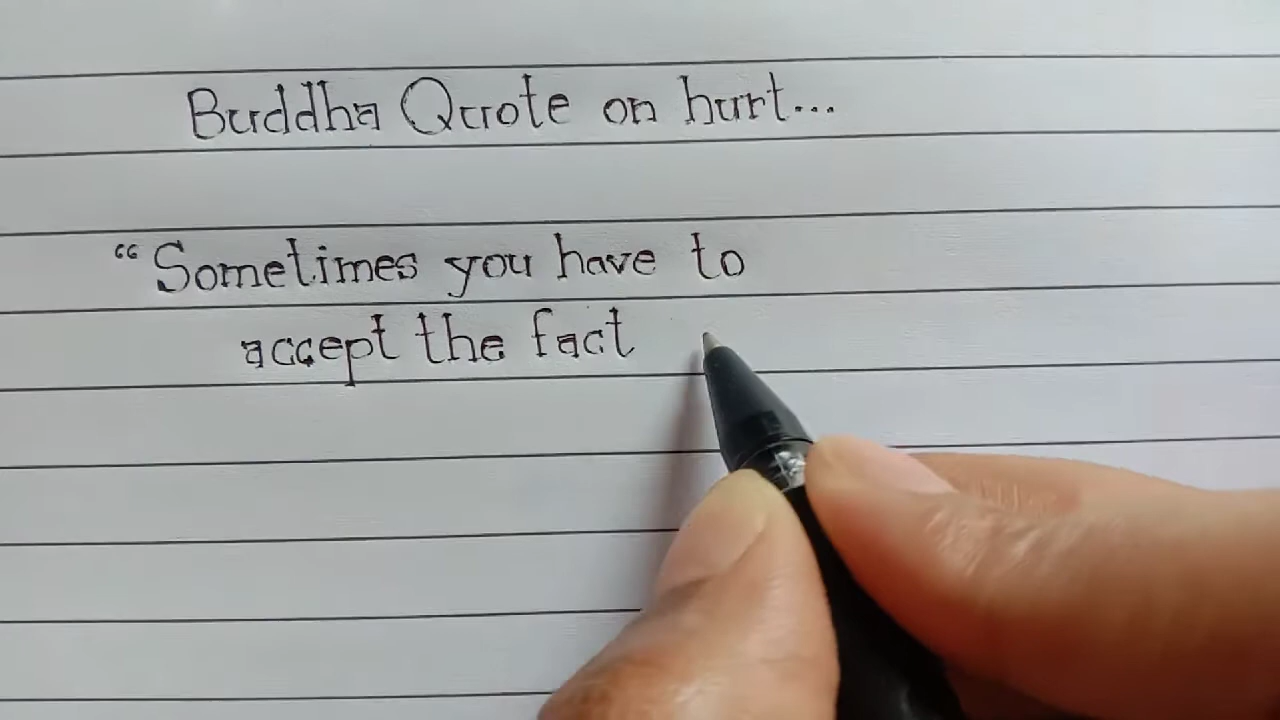 Buddha Quote on hurt...
“Sometimes you have to
accept the fact